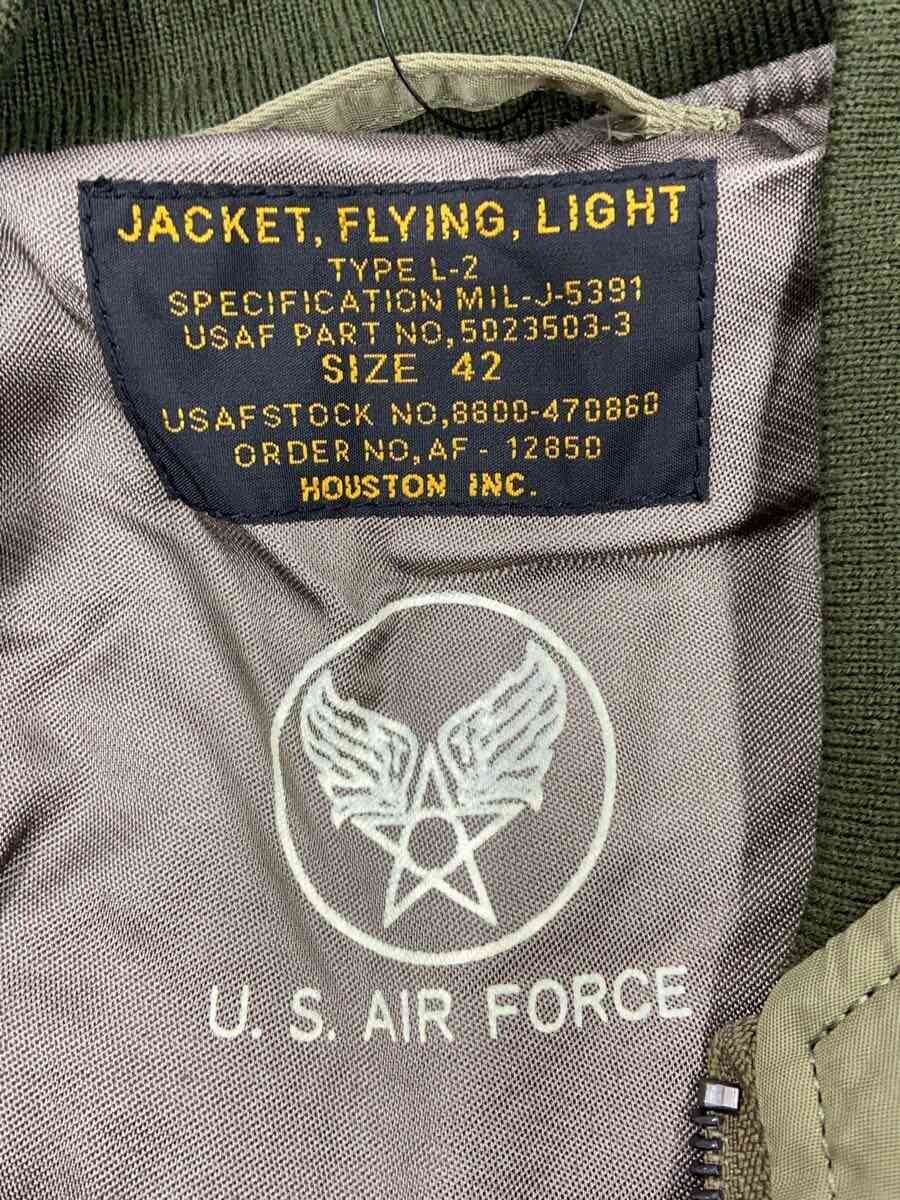 JACKET, FLYING, LIGHT
TYPE L-2
SPECIFICATION MIL-J-5391
USAF PART NO,5023503-3
SIZE 42
USAFSTOCK NO,8800-470860
ORDER NO,AF - 12850
HOUSTON INC.
U. S. AIR FORCE